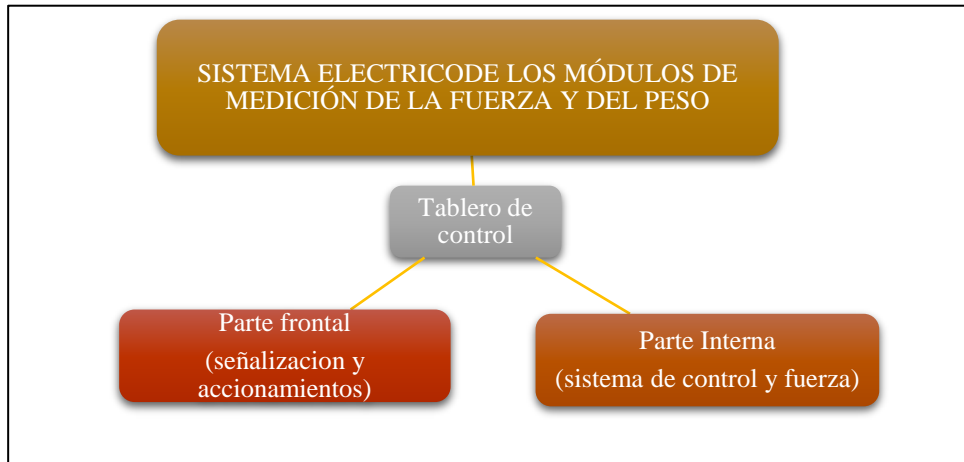 SISTEMA ELECTRICODE LOS MÓDULOS DE
MEDICIÓN DE LA FUERZA Y DEL PESO
Tablero de
control
Parte frontal
(señalizacion y
accionamientos)
Parte Interna
(sistema de control y fuerza)